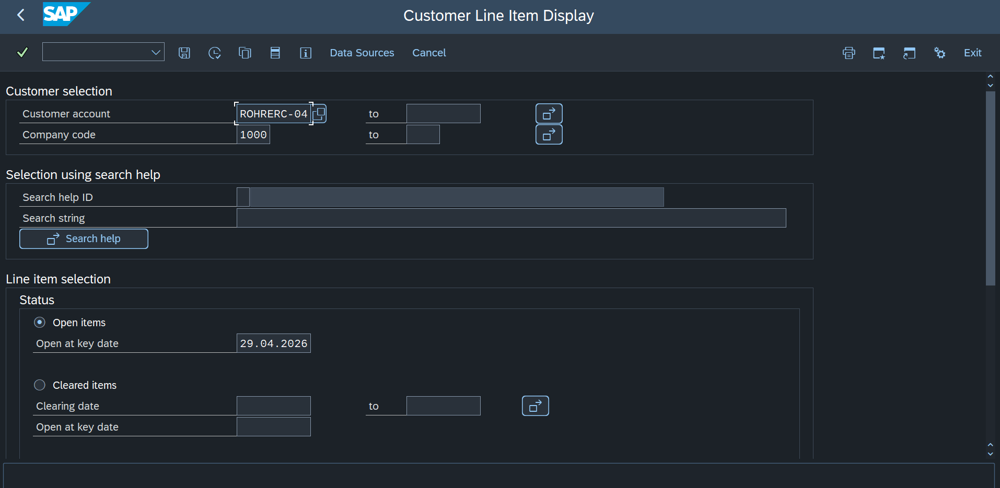 SAP Customer Line Item Display
Data Sources Cancel Exit
Customer selection
Customer account ROHRERC-04 to
Company code 1000 to
Selection using search help
Search help ID
Search string
Search help
Line item selection
Status
Open items
Open at key date 29.04.2026
Cleared items
Clearing date to
Open at key date